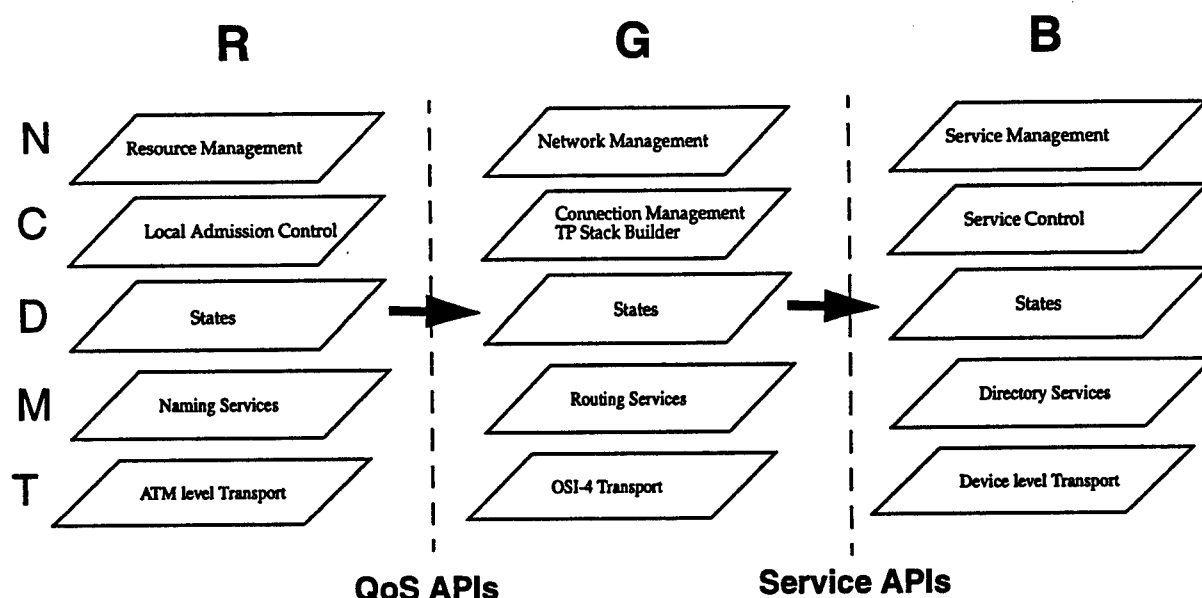 R G B
N Resource Management Network Management Service Management
C Local Admission Control Connection Management
TP Stack Builder Service Control
D States States States
M Naming Services Routing Services Directory Services
T ATM level Transport OSI-4 Transport Device level Transport
QoS APIs Service APIs